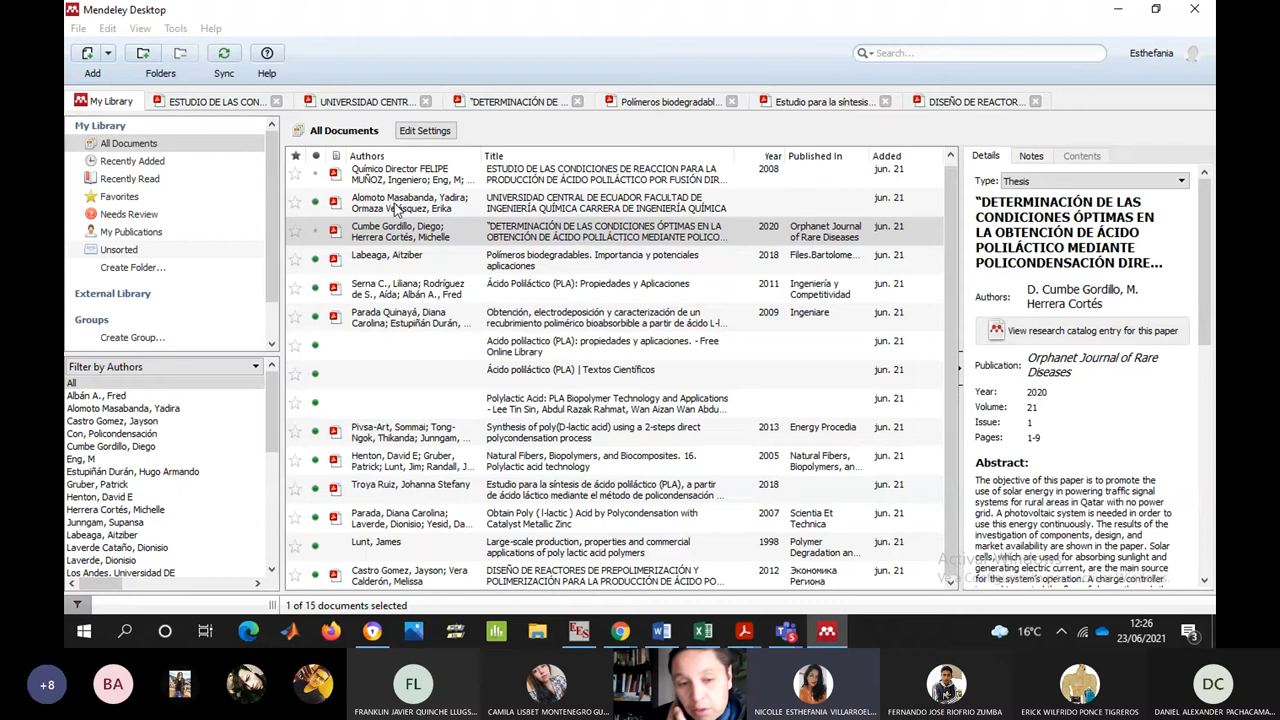 Mendeley Desktop
File Edit View Tools Help
Esthefania
Search...
Add Folders Sync Help
My Library ESTUDIO DE LAS CON... UNIVERSIDAD CENTR... "DETERMINACIÓN DE ... Polímeros biodegradabl... Estudio para la síntesis... DISEÑO DE REACTOR...
My Library
All Documents
Recently Added
Recently Read
Favorites
Needs Review
My Publications
Unsorted
Create Folder...
External Library
Groups
Create Group...
Filter by Authors
All
Albán A., Fred
Alomoto Masabanda, Yadira
Castro Gomez, Jayson
Con, Policondensación
Cumbe Gordillo, Diego
Eng, M
Estupiñán Durán, Hugo Armando
Gruber, Patrick
Henton, David E
Herrera Cortés, Michelle
Junngam, Supansa
Labeaga, Aitziber
Laverde Cataño, Dionisio
Laverde, Dionisio
Los Andes, Universidad DE
All Documents Edit Settings
Authors Title Year Published In Added
Químico Director FELIPE ESTUDIO DE LAS CONDICIONES DE REACCION PARA LA 2008 jun. 21
MUÑOZ, Ingeniero; Eng, M; ... PRODUCCIÓN DE ÁCIDO POLILÁCTICO POR FUSIÓN DIR...
Alomoto Masabanda, Yadira; UNIVERSIDAD CENTRAL DE ECUADOR FACULTAD DE jun. 21
Ormaza Velásquez, Erika INGENIERÍA QUÍMICA CARRERA DE INGENIERÍA QUÍMICA
Cumbe Gordillo, Diego; "DETERMINACIÓN DE LAS CONDICIONES ÓPTIMAS EN LA 2020 Orphanet Journal jun. 21
Herrera Cortés, Michelle OBTENCIÓN DE ÁCIDO POLILÁCTICO MEDIANTE POLICO... of Rare Diseases
Labeaga, Aitziber Polímeros biodegradables. Importancia y potenciales 2018 Files.Bartolome... jun. 21
aplicaciones
Serna C., Liliana; Rodríguez Ácido Poliláctico (PLA): Propiedades y Aplicaciones 2011 Ingeniería y jun. 21
de S., Aída; Albán A., Fred Competitividad
Parada Quinayá, Diana Obtención, electrodeposición y caracterización de un 2009 Ingeniare jun. 21
Carolina; Estupiñán Durán, ... recubrimiento polimérico bioabsorbible a partir de ácido L-l...
Acido poliláctico (PLA): propiedades y aplicaciones. - Free jun. 21
Online Library
Ácido poliláctico (PLA) | Textos Científicos jun. 21
Polylactic Acid: PLA Biopolymer Technology and Applications jun. 21
- Lee Tin Sin, Abdul Razak Rahmat, Wan Aizan Wan Abdu...
Pivsa-Art, Sommai; Tong- Synthesis of poly(D-lactic acid) using a 2-steps direct 2013 Energy Procedia jun. 21
Ngok, Thikanda; Junngam, ... polycondensation process
Henton, David E; Gruber, Natural Fibers, Biopolymers, and Biocomposites. 16. 2005 Natural Fibers, jun. 21
Patrick; Lunt, Jim; Randall, J... Polylactic acid technology Biopolymers, an...
Troya Ruiz, Johanna Stefany Estudio para la síntesis de ácido poliláctico (PLA), a partir 2018 jun. 21
de ácido láctico mediante el método de policondensación ...
Parada, Diana Carolina; Obtain Poly ( l-lactic ) Acid by Polycondensation with 2007 Scientia Et jun. 21
Laverde, Dionisio; Yesid, Da... Catalyst Metallic Zinc Technica
Lunt, James Large-scale production, properties and commercial 1998 Polymer jun. 21
applications of poly lactic acid polymers Degradation an...
Castro Gomez, Jayson; Vera DISEÑO DE REACTORES DE PREPOLIMERIZACIÓN Y 2012 Экономика jun. 21
Calderón, Melissa POLIMERIZACIÓN PARA LA PRODUCCIÓN DE ÁCIDO PO... Региона
1 of 15 documents selected
Details Notes Contents
Type: Thesis
"DETERMINACIÓN DE LAS
CONDICIONES ÓPTIMAS EN
LA OBTENCIÓN DE ÁCIDO
POLILÁCTICO MEDIANTE
POLICONDENSACIÓN DIRE...
Authors: D. Cumbe Gordillo, M.
Herrera Cortés
View research catalog entry for this paper
Publication: Orphanet Journal of Rare
Diseases
Year: 2020
Volume: 21
Issue: 1
Pages: 1-9
Abstract:
The objective of this paper is to promote the
use of solar energy in powering traffic signal
systems for rural areas in Qatar with no power
grid. A photovoltaic system is needed in order to
use this energy continuously. The results of the
investigation of components, design, and
market availability are shown in the paper. Solar
cells, which are used for absorbing sunlight and
generating electric current, are the main source
for the system's operation. A charge controller
Activar Windows
16°C 12:26
23/06/2021
3
+8 BA FL DC
FRANKLIN JAVIER QUINCHE LLUGS... CAMILA LISBET MONTENEGRO GU... NICOLLE ESTHEFANIA VILLARROEL... FERNANDO JOSE RIOFRIO ZUMBA ERICK WILFRIDO PONCE TIGREROS DANIEL ALEXANDER PACHACAMA...